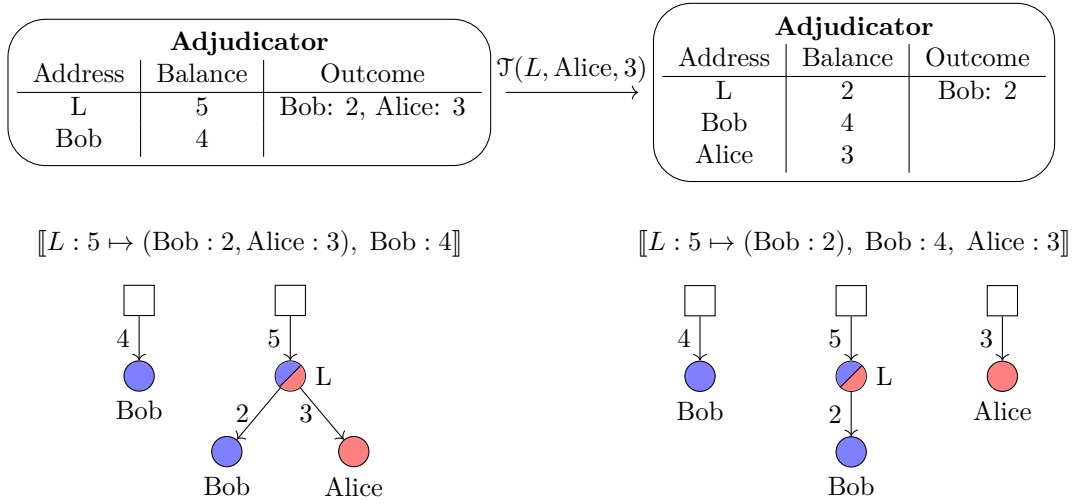 Adjudicator
Address Balance Outcome
L 5 Bob: 2, Alice: 3
Bob 4
𝒯(L, Alice, 3)
Adjudicator
Address Balance Outcome
L 2 Bob: 2
Bob 4
Alice 3
⟦L : 5 ↦ (Bob : 2, Alice : 3), Bob : 4⟧
4 5
L
Bob
2 3
Bob Alice
⟦L : 5 ↦ (Bob : 2), Bob : 4, Alice : 3⟧
4 5 3
L
Bob Alice
2
Bob